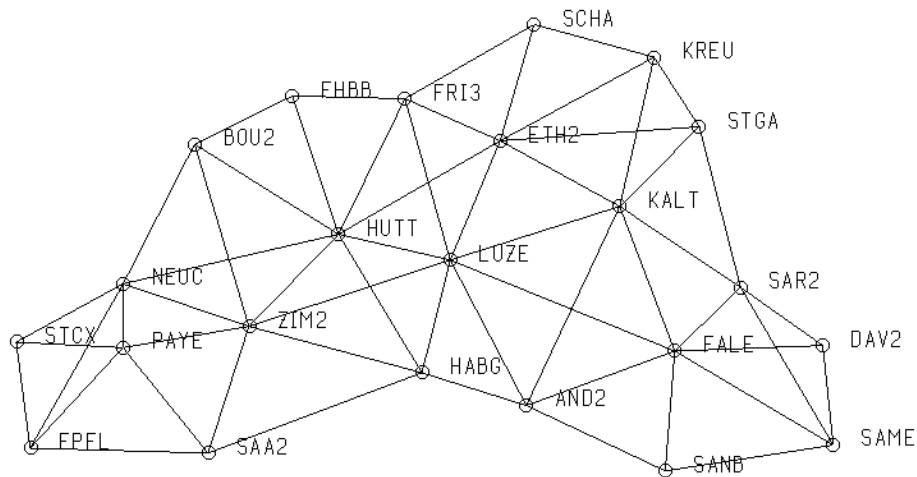 SCHA
KREU
FHBB
FRI3
STGA
BOU2
ETH2
KALT
HUTT
LUZE
NEUC
SAR2
ZIM2
STCX
PAYE
FALE
DAV2
HABG
AND2
FPFL
SAA2
SANB
SAME